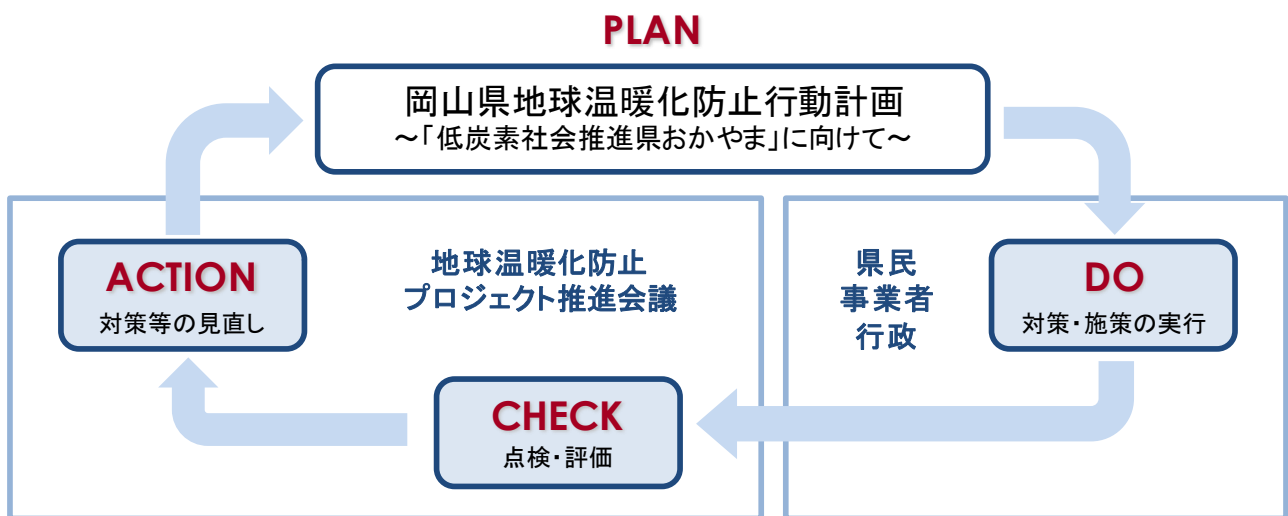 PLAN
岡山県地球温暖化防止行動計画
～「低炭素社会推進県おかやま」に向けて～
ACTION
対策等の見直し
地球温暖化防止
プロジェクト推進会議
県民
事業者
行政
DO
対策・施策の実行
CHECK
点検・評価